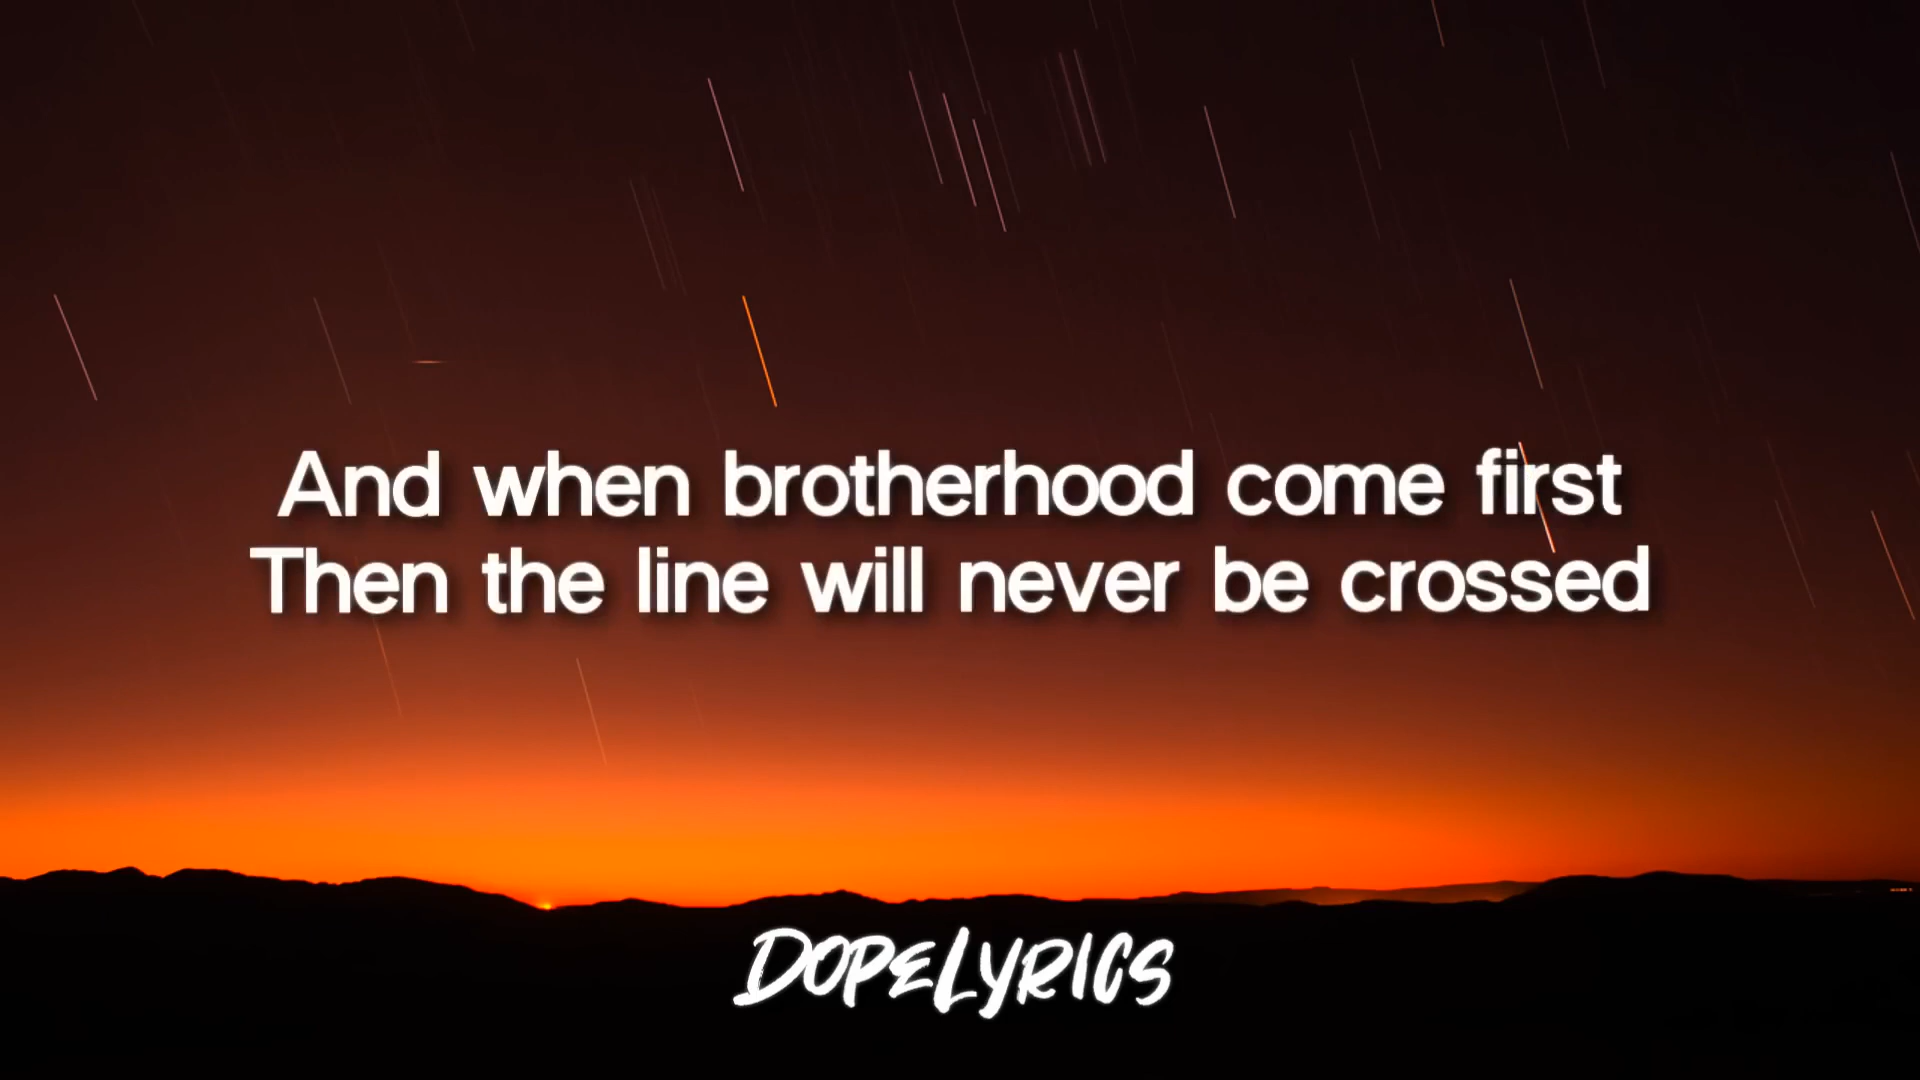 And when brotherhood come first
Then the line will never be crossed
DOPELYRICS